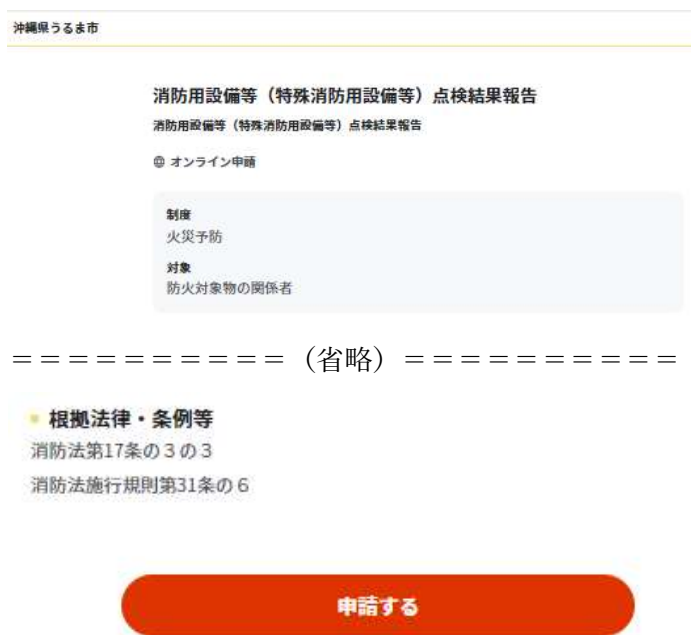 沖縄県うるま市
消防用設備等（特殊消防用設備等）点検結果報告
消防用設備等（特殊消防用設備等）点検結果報告
オンライン申請
制度
火災予防
対象
防火対象物の関係者
＝＝＝＝＝＝＝＝＝＝（省略）＝＝＝＝＝＝＝＝＝＝
根拠法律・条例等
消防法第17条の３の３
消防法施行規則第31条の６
申請する